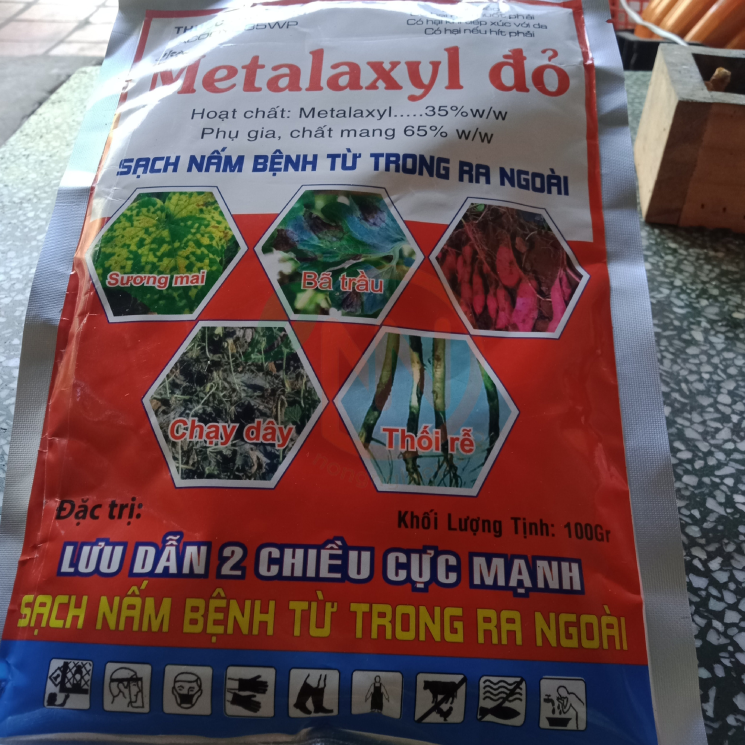 Metalaxyl đỏ
Hoạt chất: Metalaxyl.....35%w/w
Phụ gia, chất mang 65% w/w
SẠCH NẤM BỆNH TỪ TRONG RA NGOÀI
Sương mai
Bã trầu
Chạy dây
Thối rễ
Đặc trị:
Khối Lượng Tịnh: 100Gr
LƯU DẪN 2 CHIỀU CỰC MẠNH
SẠCH NẤM BỆNH TỪ TRONG RA NGOÀI